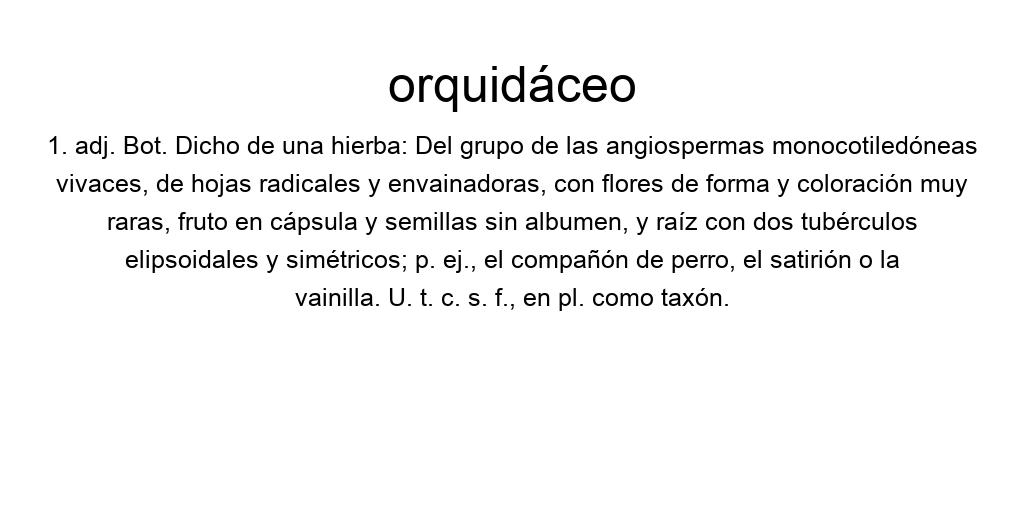 orquidáceo
1. adj. Bot. Dicho de una hierba: Del grupo de las angiospermas monocotiledóneas
vivaces, de hojas radicales y envainadoras, con flores de forma y coloración muy
raras, fruto en cápsula y semillas sin albumen, y raíz con dos tubérculos
elipsoidales y simétricos; p. ej., el compañón de perro, el satirión o la
vainilla. U. t. c. s. f., en pl. como taxón.